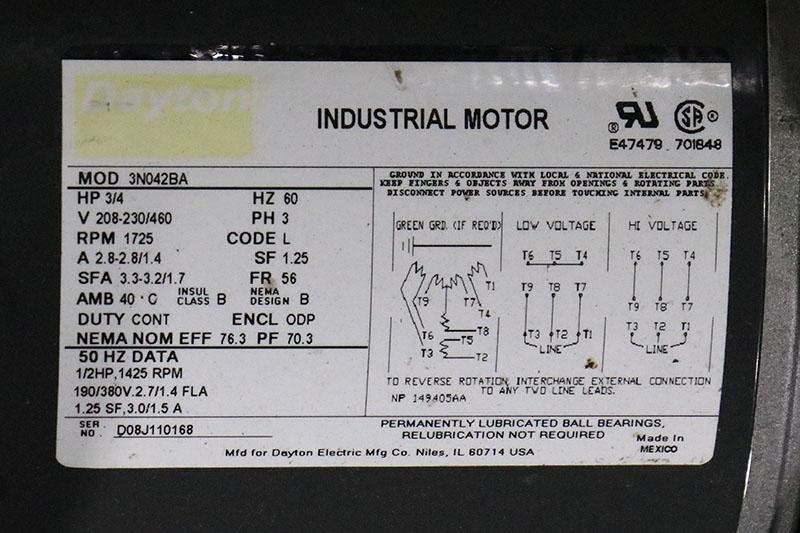 Dayton
INDUSTRIAL MOTOR
® ®
E47479 701848
MOD 3N042BA
HP 3/4 HZ 60
V 208-230/460 PH 3
RPM 1725 CODE L
A 2.8-2.8/1.4 SF 1.25
SFA 3.3-3.2/1.7 FR 56
AMB 40 °C INSUL CLASS B NEMA DESIGN B
DUTY CONT ENCL ODP
NEMA NOM EFF 76.3 PF 70.3
50 HZ DATA
1/2HP,1425 RPM
190/380V.2.7/1.4 FLA
1.25 SF,3.0/1.5 A
SER. NO. D08J110168
GROUND IN ACCORDANCE WITH LOCAL & NATIONAL ELECTRICAL CODE.
KEEP FINGERS & OBJECTS AWAY FROM OPENINGS & ROTATING PARTS
DISCONNECT POWER SOURCES BEFORE TOUCHING INTERNAL PARTS.
GREEN GRD. (IF REQ'D) LOW VOLTAGE HI VOLTAGE
T9 T7 T1
T4
T6 T8
T5
T3 T2
T6 T5 T4
T9 T8 T7
T3 T2 T1
LINE
T6 T5 T4
T9 T8 T7
T3 T2 T1
LINE
TO REVERSE ROTATION, INTERCHANGE EXTERNAL CONNECTION
TO ANY TWO LINE LEADS.
NP 149405AA
PERMANENTLY LUBRICATED BALL BEARINGS,
RELUBRICATION NOT REQUIRED
Made In
MEXICO
Mfd for Dayton Electric Mfg Co. Niles, IL 60714 USA